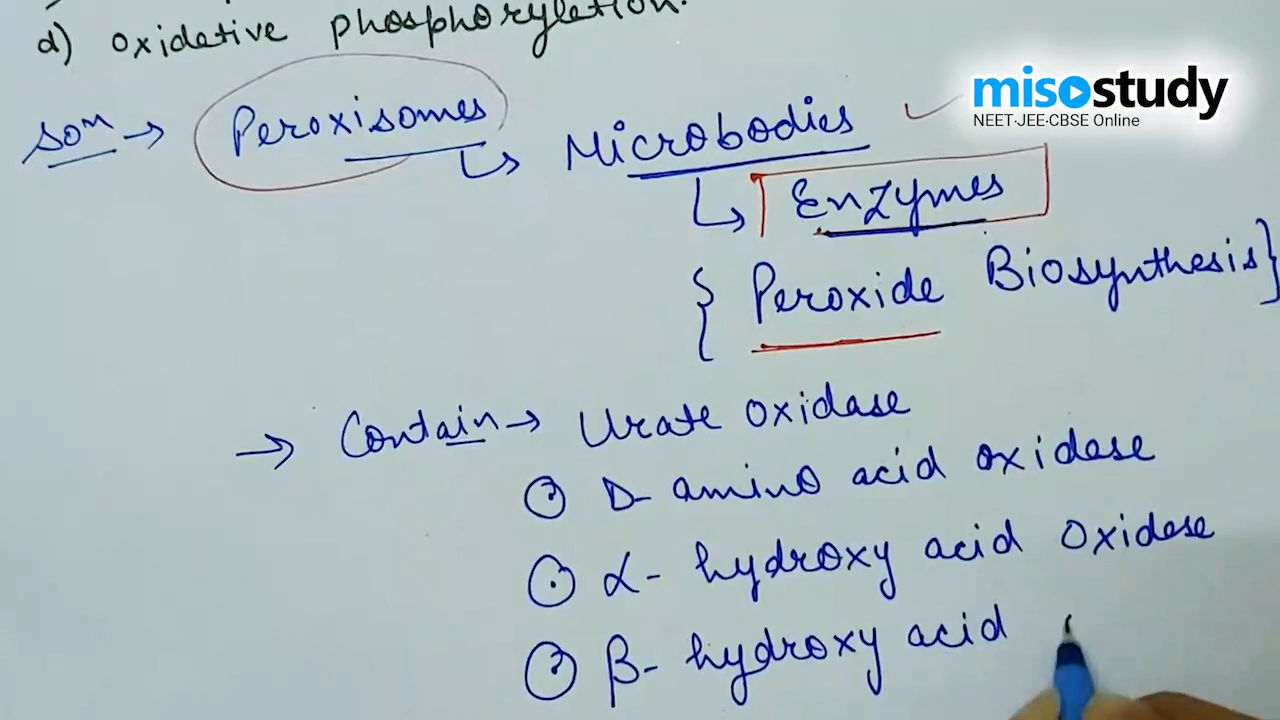 d) oxidative phosphorylation.
misostudy
NEET-JEE-CBSE Online
Som → Peroxisomes
↳ Microbodies
↳ Enzymes
{ Peroxide Biosynthesis}
→ Contain → Urate oxidase
D- amino acid oxidase
α- hydroxy acid Oxidase
β- hydroxy acid